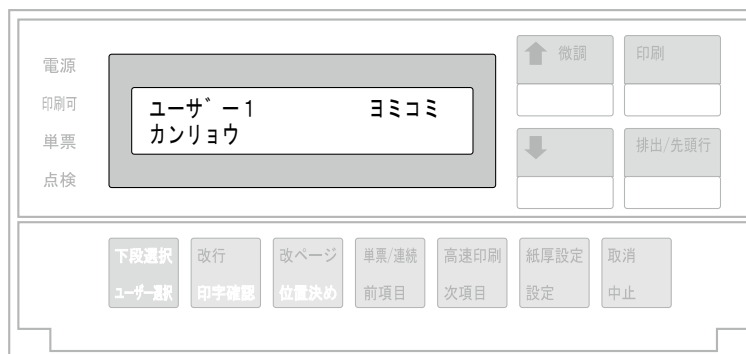 電源
印刷可
単票
点検
ユーザー1 ヨミコミ
カンリョウ
微調
印刷
排出/先頭行
下段選択
ユーザー選択
改行
印字確認
改ページ
位置決め
単票/連続
前項目
高速印刷
次項目
紙厚設定
設定
取消
中止